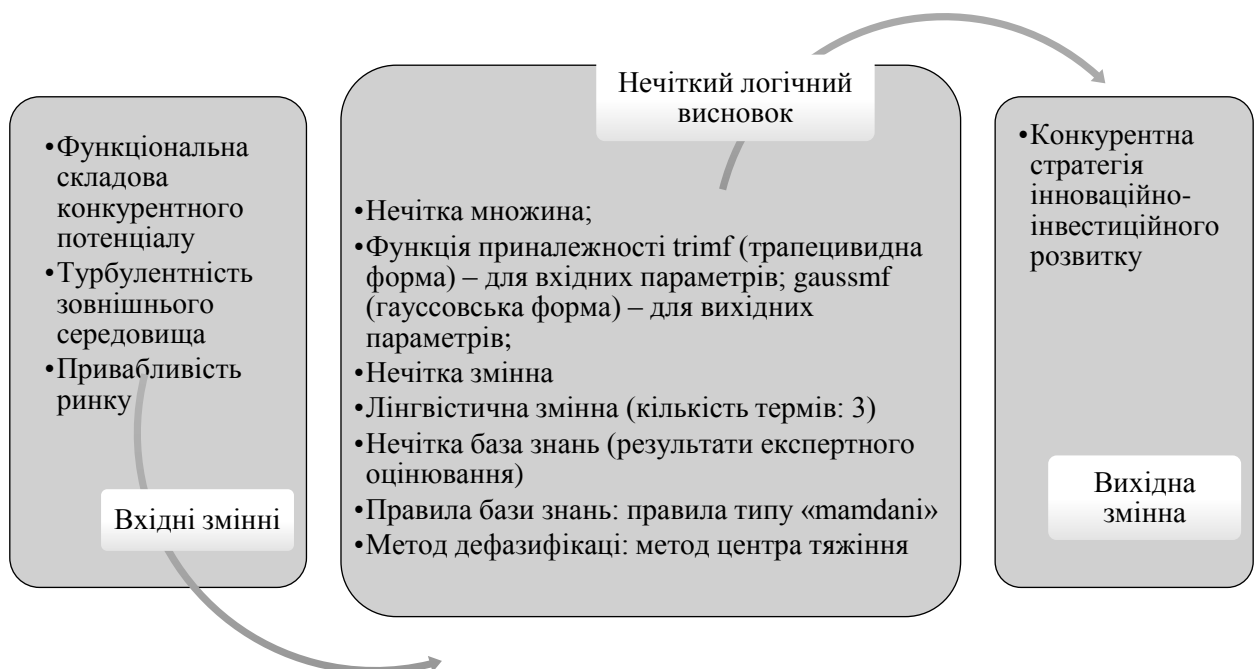 •Функціональна
складова
конкурентного
потенціалу
•Турбулентність
зовнішнього
середовища
•Привабливість
ринку
Вхідні змінні
Нечіткий логічний
висновок
•Нечітка множина;
•Функція приналежності trimf (трапецивидна
форма) – для вхідних параметрів; gaussmf
(гауссовська форма) – для вихідних
параметрів;
•Нечітка змінна
•Лінгвістична змінна (кількість термів: 3)
•Нечітка база знань (результати експертного
оцінювання)
•Правила бази знань: правила типу «mamdani»
•Метод дефазифікаці: метод центра тяжіння
•Конкурентна
стратегія
інноваційно-
інвестиційного
розвитку
Вихідна
змінна